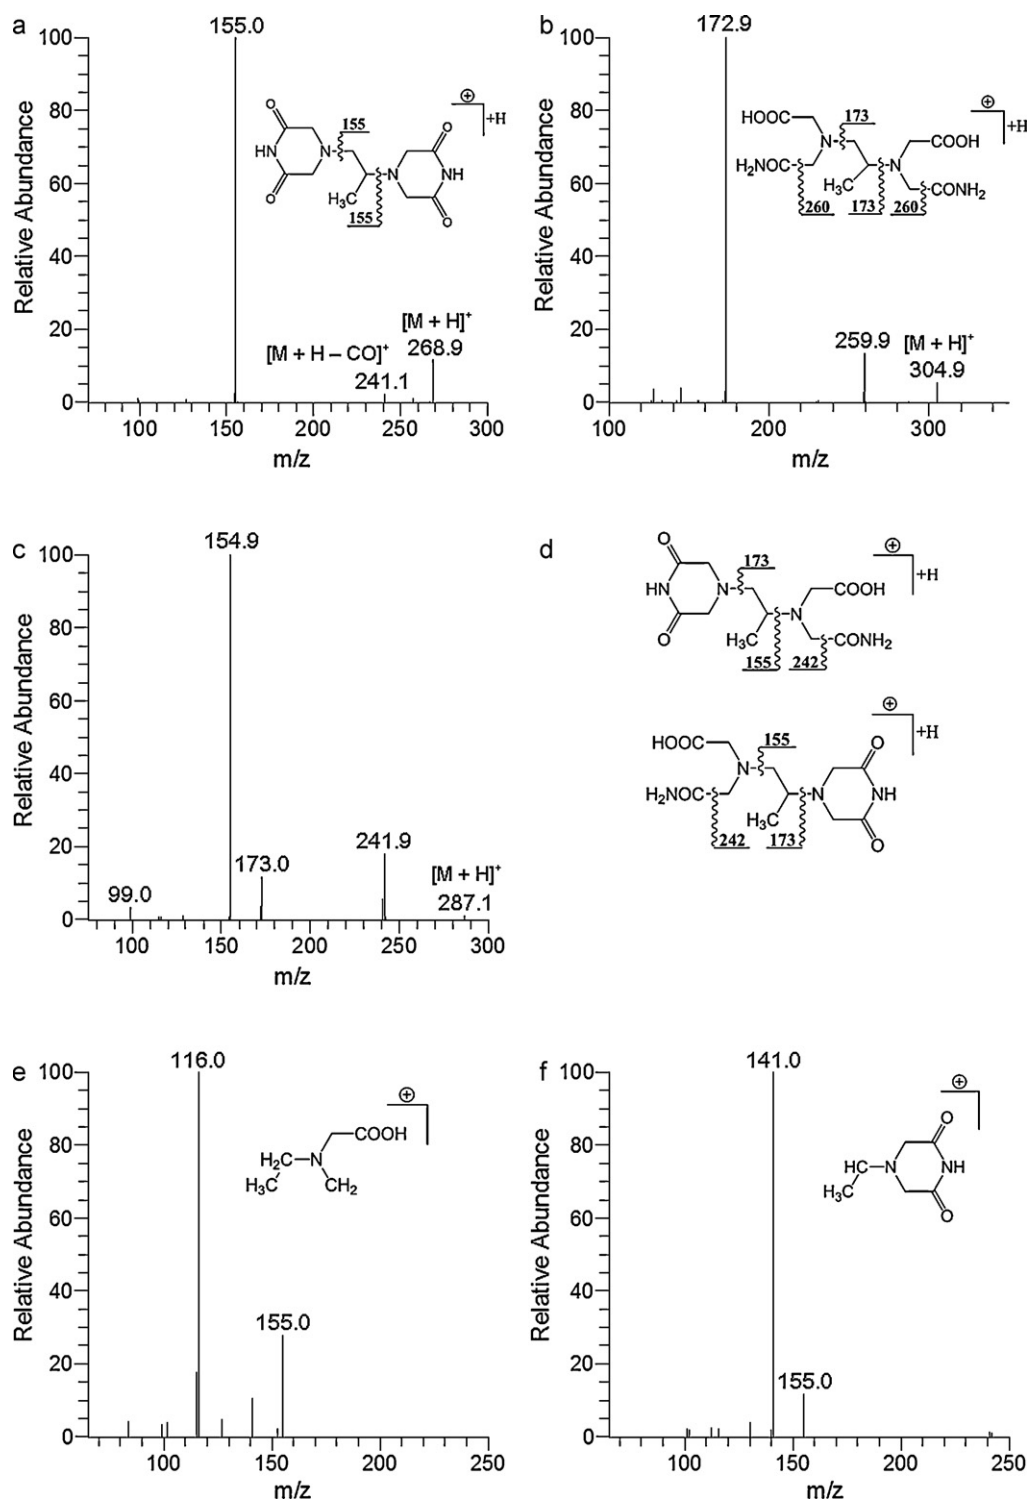 a
155.0
Relative Abundance
100
80
60
40
20
0
100
150
200
250
300
m/z
[M + H – CO]⁺
241.1
[M + H]⁺
268.9
O
HN
O
N
155
H₃C
155
N
O
NH
O
⊕
+H
b
172.9
Relative Abundance
100
80
60
40
20
0
100
200
300
m/z
259.9
[M + H]⁺
304.9
HOOC
173
N
COOH
H₂NOC
H₃C
N
CONH₂
260
173
260
⊕
+H
c
154.9
Relative Abundance
100
80
60
40
20
0
100
150
200
250
300
m/z
99.0
173.0
241.9
[M + H]⁺
287.1
d
O
HN
N
173
COOH
N
O
H₃C
CONH₂
155
242
⊕
+H
HOOC
155
O
N
H₂NOC
H₃C
N
NH
O
242
173
⊕
+H
e
116.0
Relative Abundance
100
80
60
40
20
0
100
150
200
250
m/z
155.0
COOH
H₂C
N
H₃C
CH₂
⊕
f
141.0
Relative Abundance
100
80
60
40
20
0
100
150
200
250
m/z
155.0
O
HC
N
NH
H₃C
O
⊕